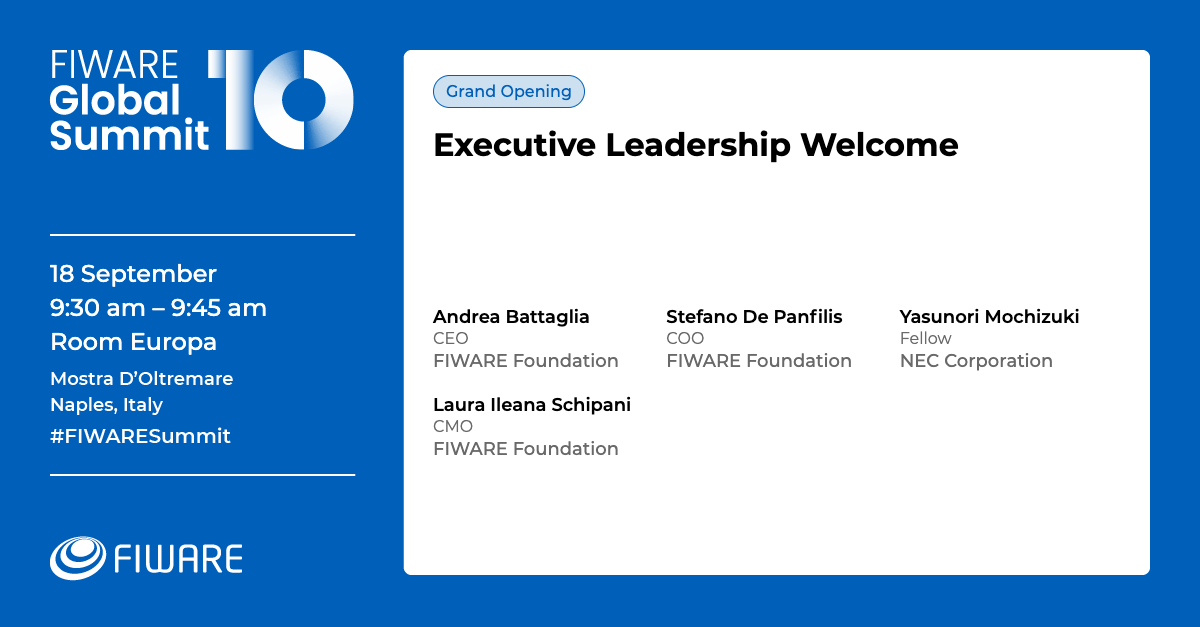 FIWARE
Global
Summit
10
18 September
9:30 am – 9:45 am
Room Europa
Mostra D’Oltremare
Naples, Italy
#FIWARESummit
FIWARE
Grand Opening
Executive Leadership Welcome
Andrea Battaglia
CEO
FIWARE Foundation
Stefano De Panfilis
COO
FIWARE Foundation
Yasunori Mochizuki
Fellow
NEC Corporation
Laura Ileana Schipani
CMO
FIWARE Foundation